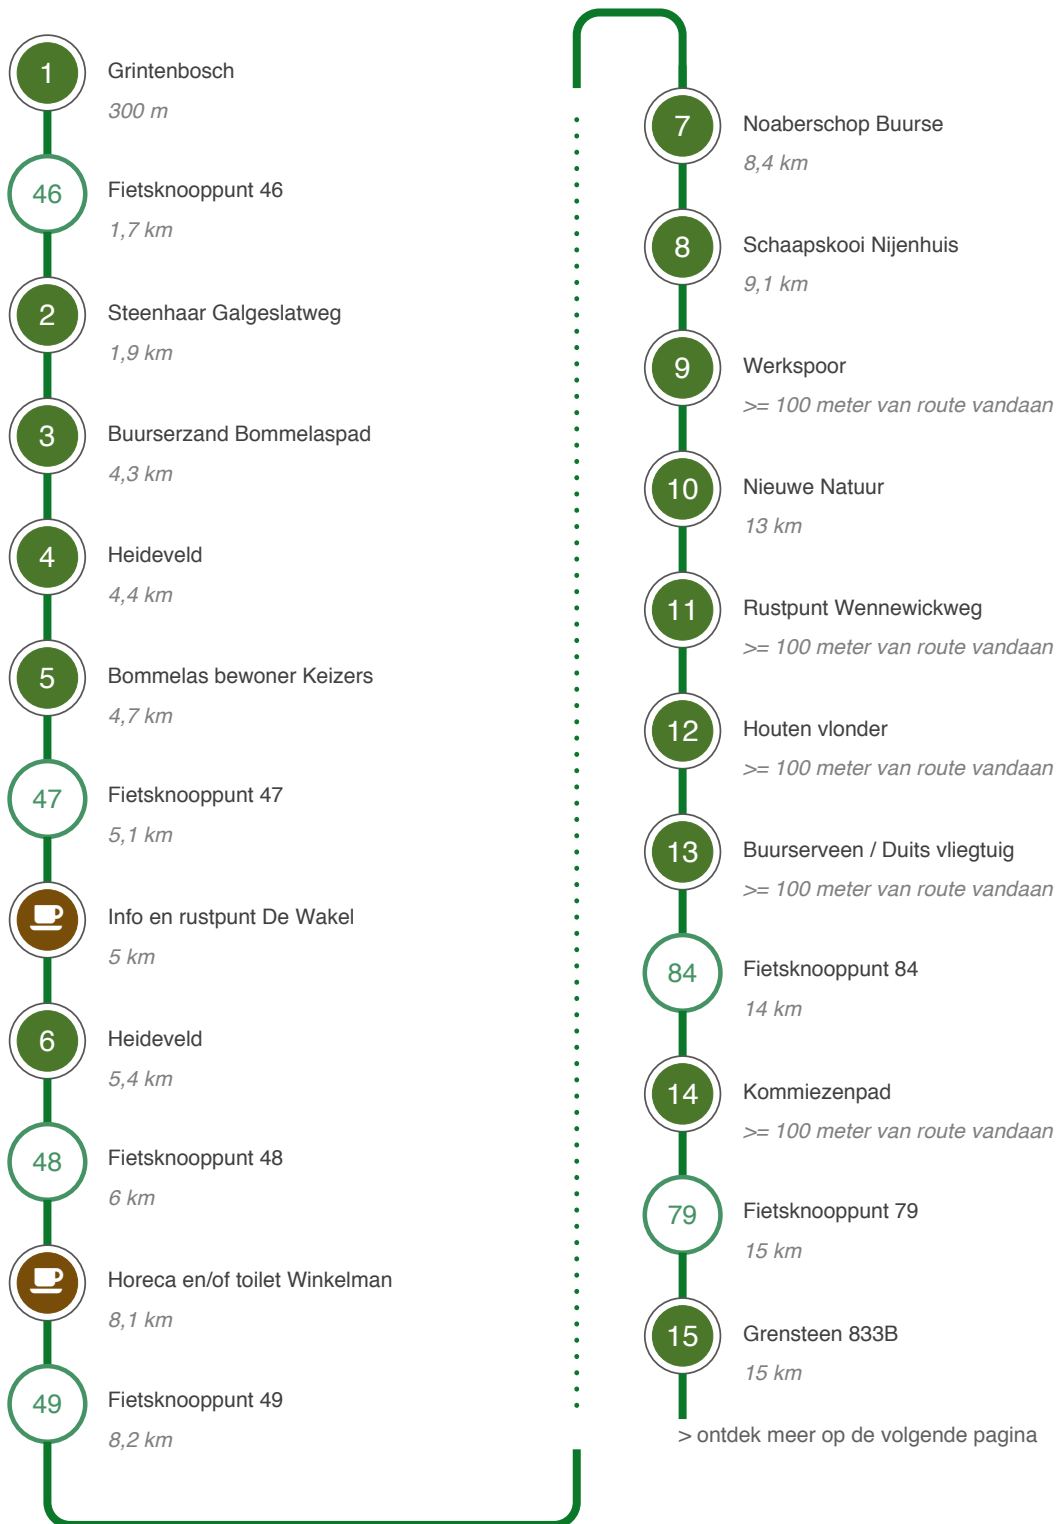 1
Grintenbosch
300 m
46
Fietsknooppunt 46
1,7 km
2
Steenhaar Galgeslatweg
1,9 km
3
Buurserzand Bommelaspad
4,3 km
4
Heideveld
4,4 km
5
Bommelas bewoner Keizers
4,7 km
47
Fietsknooppunt 47
5,1 km
Info en rustpunt De Wakel
5 km
6
Heideveld
5,4 km
48
Fietsknooppunt 48
6 km
Horeca en/of toilet Winkelman
8,1 km
49
Fietsknooppunt 49
8,2 km
7
Noaberschop Buurse
8,4 km
8
Schaapskooi Nijenhuis
9,1 km
9
Werkspoor
>= 100 meter van route vandaan
10
Nieuwe Natuur
13 km
11
Rustpunt Wennewickweg
>= 100 meter van route vandaan
12
Houten vlonder
>= 100 meter van route vandaan
13
Buurserveen / Duits vliegtuig
>= 100 meter van route vandaan
84
Fietsknooppunt 84
14 km
14
Kommiezenpad
>= 100 meter van route vandaan
79
Fietsknooppunt 79
15 km
15
Grensteen 833B
15 km
> ontdek meer op de volgende pagina